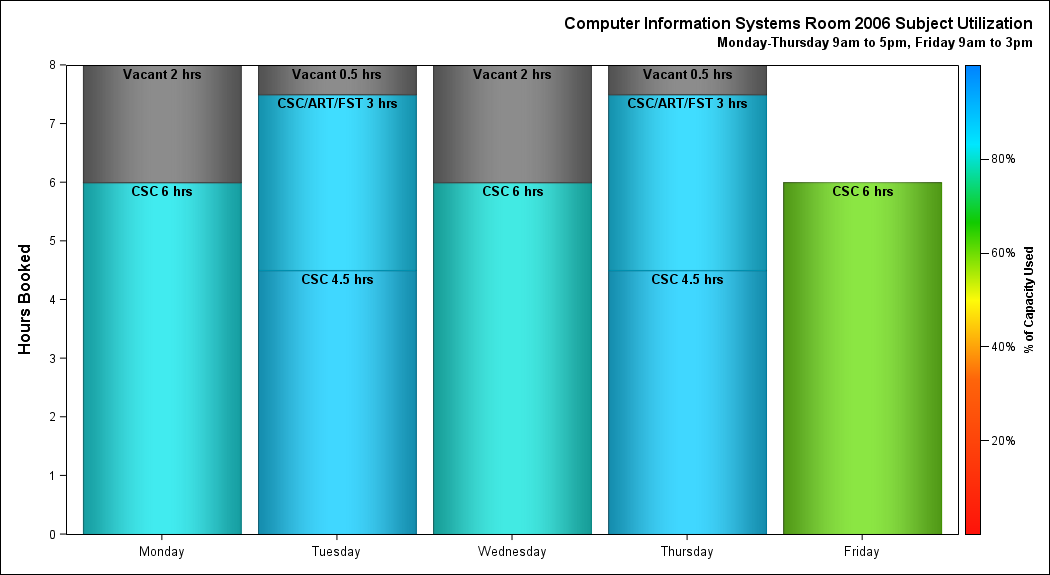 Computer Information Systems Room 2006 Subject Utilization
Monday-Thursday 9am to 5pm, Friday 9am to 3pm
Hours Booked
8
7
6
5
4
3
2
1
0
Vacant 2 hrs
CSC 6 hrs
Vacant 0.5 hrs
CSC/ART/FST 3 hrs
CSC 4.5 hrs
Vacant 2 hrs
CSC 6 hrs
Vacant 0.5 hrs
CSC/ART/FST 3 hrs
CSC 4.5 hrs
CSC 6 hrs
Monday
Tuesday
Wednesday
Thursday
Friday
80%
60%
40%
20%
% of Capacity Used